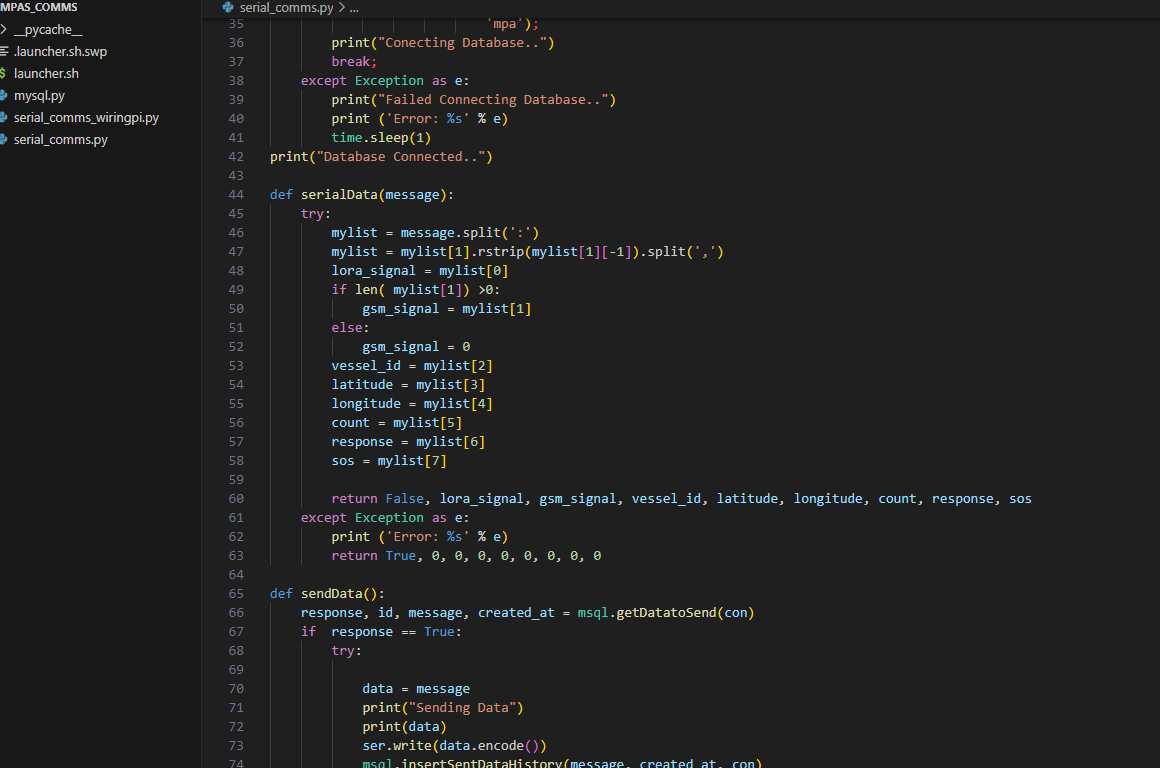 MPAS_COMMS
__pycache__
.launcher.sh.swp
$ launcher.sh
mysql.py
serial_comms_wiringpi.py
serial_comms.py
serial_comms.py > ...
35 'mpa');
36 print("Conecting Database..")
37 break;
38 except Exception as e:
39 print("Failed Connecting Database..")
40 print ('Error: %s' % e)
41 time.sleep(1)
42 print("Database Connected..")
43
44 def serialData(message):
45 try:
46 mylist = message.split(':')
47 mylist = mylist[1].rstrip(mylist[1][-1]).split(',')
48 lora_signal = mylist[0]
49 if len( mylist[1]) >0:
50 gsm_signal = mylist[1]
51 else:
52 gsm_signal = 0
53 vessel_id = mylist[2]
54 latitude = mylist[3]
55 longitude = mylist[4]
56 count = mylist[5]
57 response = mylist[6]
58 sos = mylist[7]
59
60 return False, lora_signal, gsm_signal, vessel_id, latitude, longitude, count, response, sos
61 except Exception as e:
62 print ('Error: %s' % e)
63 return True, 0, 0, 0, 0, 0, 0, 0, 0
64
65 def sendData():
66 response, id, message, created_at = msql.getDatatoSend(con)
67 if response == True:
68 try:
69
70 data = message
71 print("Sending Data")
72 print(data)
73 ser.write(data.encode())
74 msql.insertSentDataHistory(message, created_at, con)